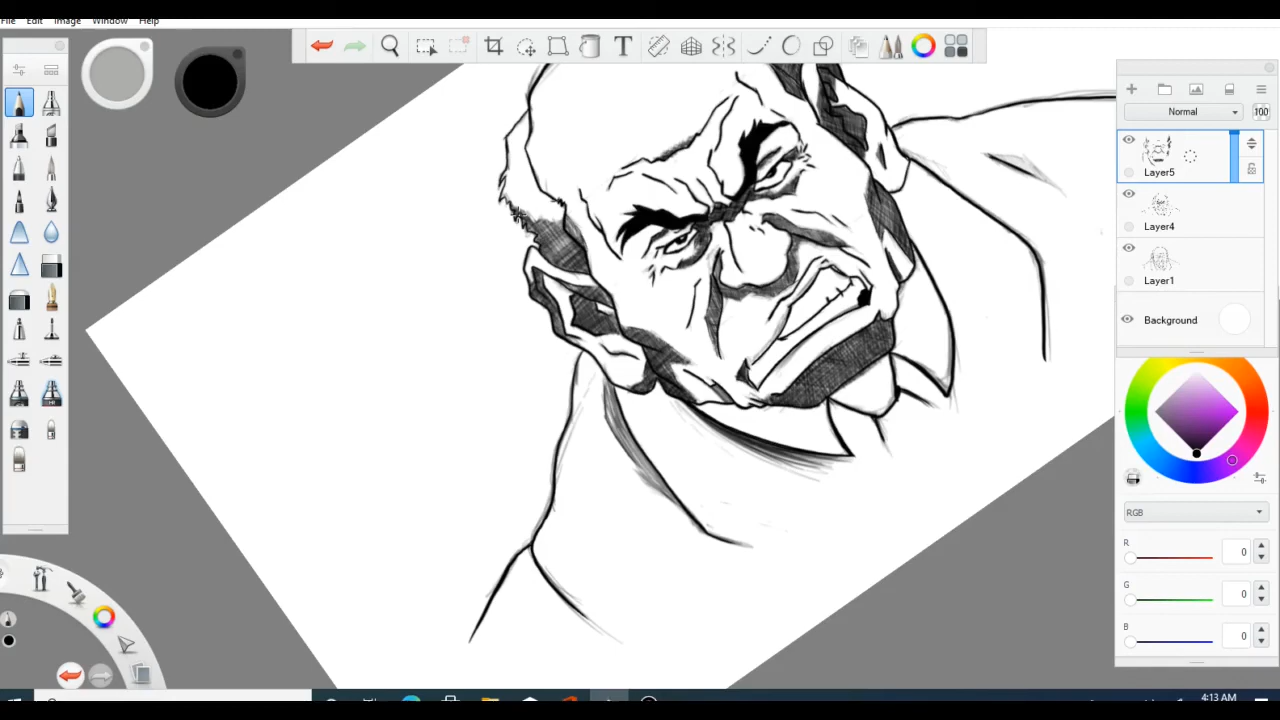 File Edit Image Window Help
T
Normal
100
Layer5
Layer4
Layer1
Background
RGB
R
0
G
0
B
0
4:13 AM